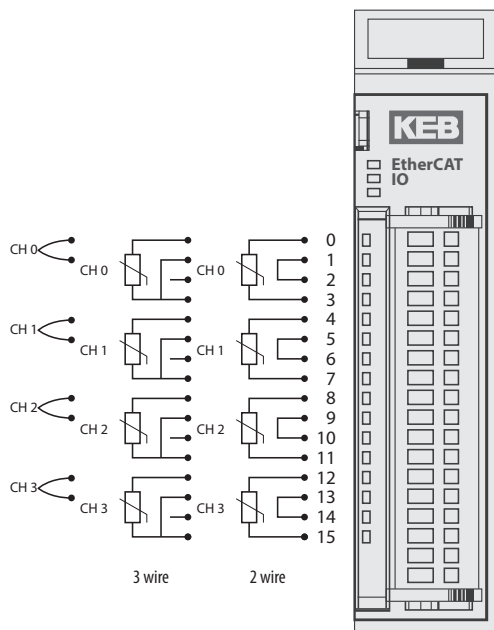 KEB
EtherCAT
IO
CH 0 CH 0 CH 0 0
1
2
3
CH 1 CH 1 CH 1 4
5
6
7
CH 2 CH 2 CH 2 8
9
10
11
CH 3 CH 3 CH 3 12
13
14
15
3 wire 2 wire